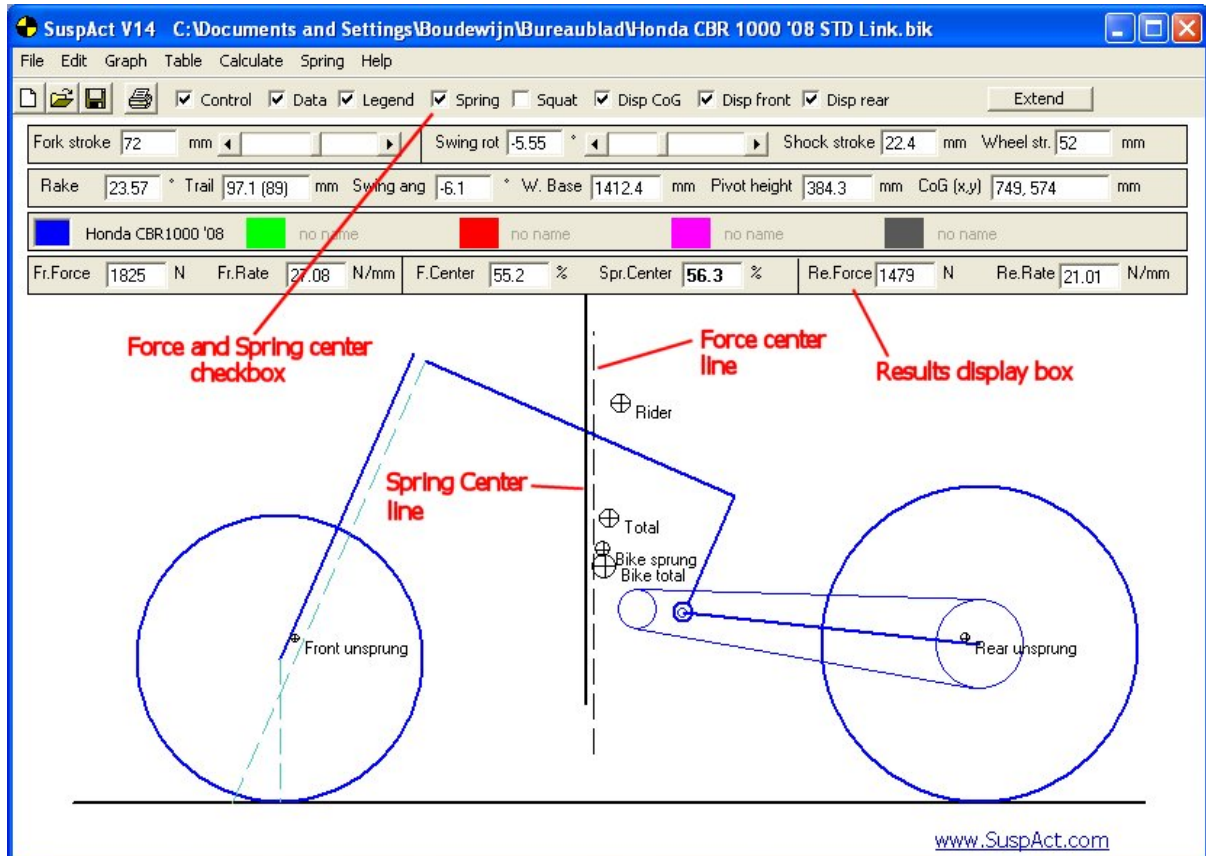 SuspAct V14 C:\Documents and Settings\Boudewijn\Bureaublad\Honda CBR 1000 '08 STD Link.bik
File Edit Graph Table Calculate Spring Help
Control Data Legend Spring Squat Disp CoG Disp front Disp rear Extend
Fork stroke 72 mm Swing rot -5.55 ° Shock stroke 22.4 mm Wheel str. 52 mm
Rake 23.57 ° Trail 97.1 (89) mm Swing ang -6.1 ° W. Base 1412.4 mm Pivot height 384.3 mm CoG (x,y) 749, 574 mm
Honda CBR1000 '08 no name no name no name no name
Fr.Force 1825 N Fr.Rate 27.08 N/mm F.Center 55.2 % Spr.Center 56.3 % Re.Force 1479 N Re.Rate 21.01 N/mm
Force and Spring center
checkbox
Force center
line
Results display box
Rider
Spring Center
line
Total
Bike sprung
Bike total
Front unsprung
Rear unsprung
www.SuspAct.com